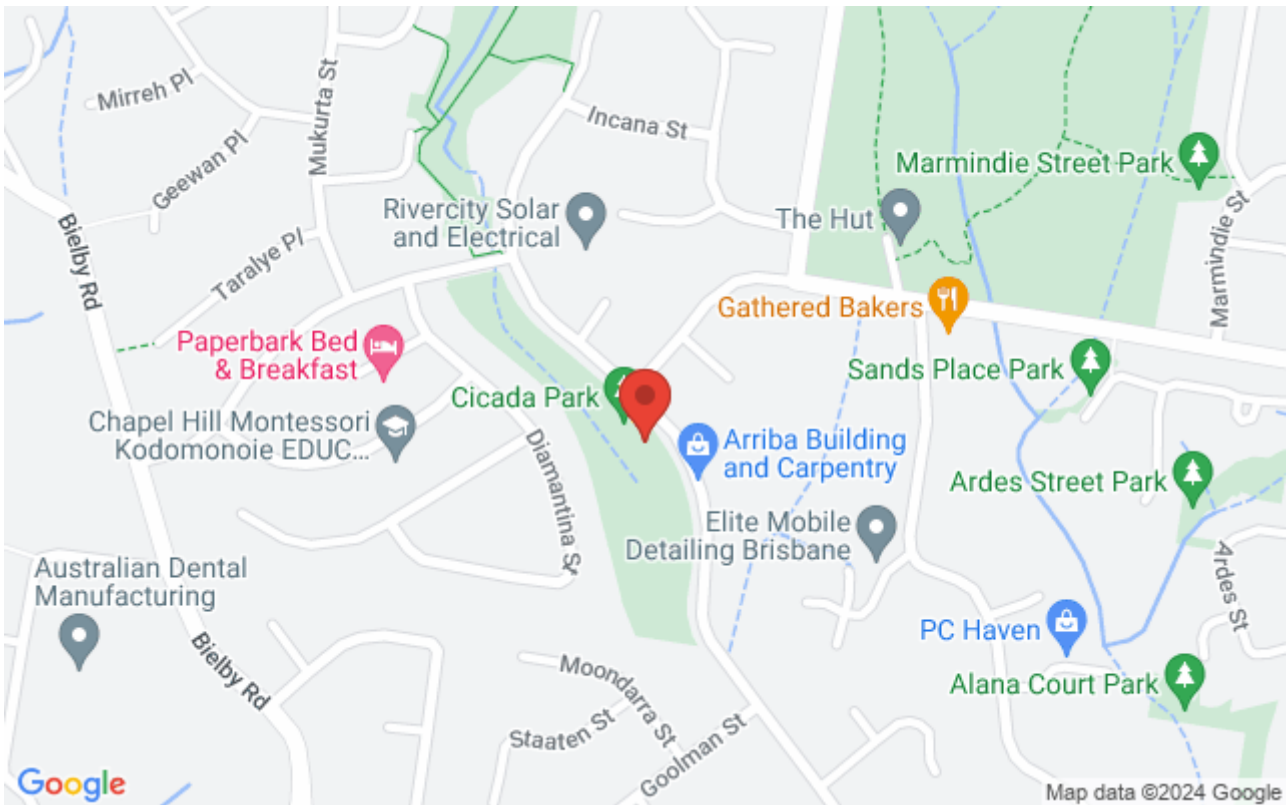 Mirreh Pl
Mukurta St
Incana St
Geewan Pl
Marmindie Street Park
Rivercity Solar
and Electrical
The Hut
Marmindie St
Bielby Rd
Taralye Pl
Gathered Bakers
Paperbark Bed
& Breakfast
Sands Place Park
Cicada Park
Chapel Hill Montessori
Kodomonoie EDUC...
Diamantina St
Arriba Building
and Carpentry
Ardes Street Park
Elite Mobile
Detailing Brisbane
Australian Dental
Manufacturing
Ardes St
PC Haven
Bielby Rd
Moondarra St
Alana Court Park
Staaten St
Goolman St
Google
Map data ©2024 Google